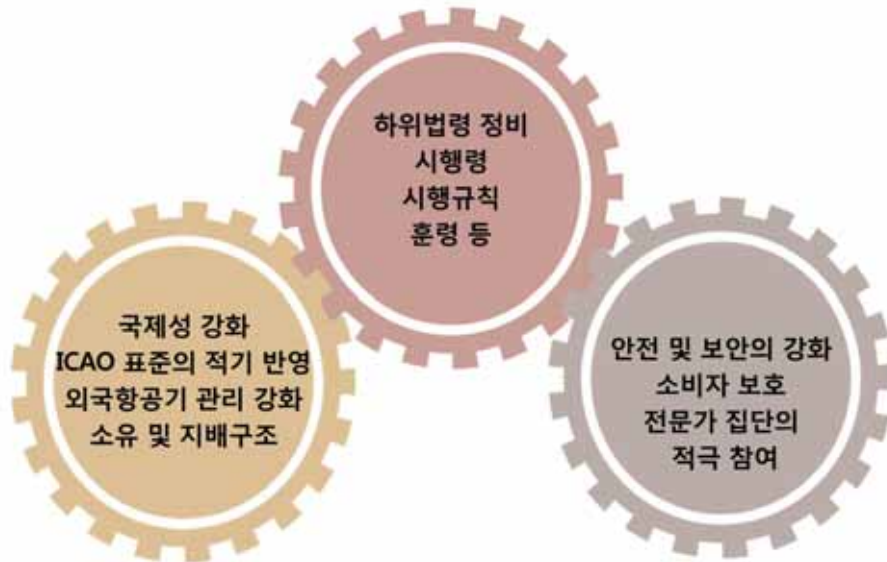 하위법령 정비
시행령
시행규칙
훈령 등
국제성 강화
ICAO 표준의 적기 반영
외국항공기 관리 강화
소유 및 지배구조
안전 및 보안의 강화
소비자 보호
전문가 집단의
적극 참여